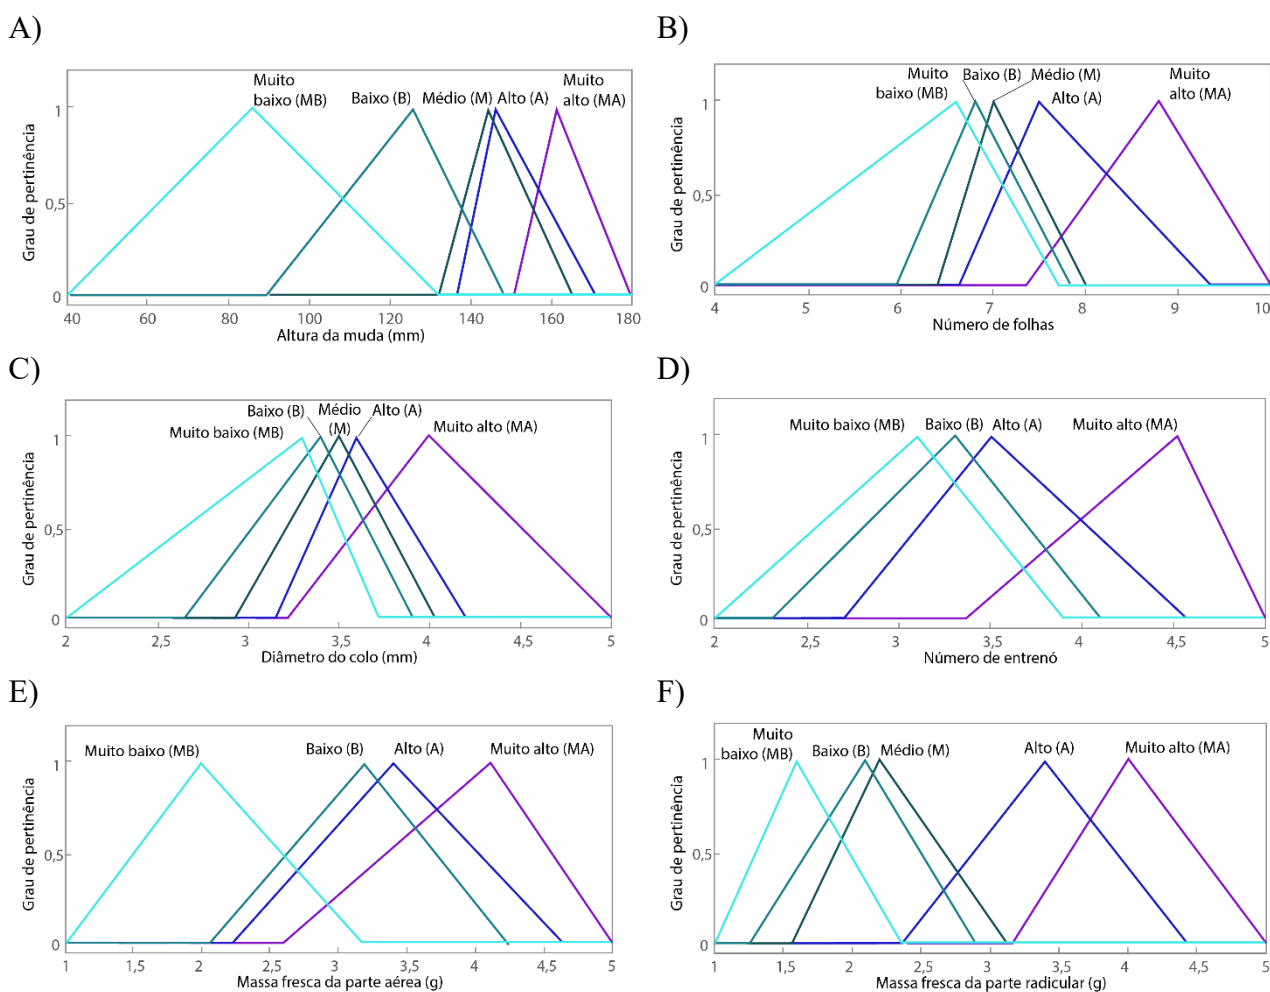 A)
Grau de pertinência
Muito
baixo (MB)
Baixo (B)
Médio (M)
Alto (A)
Muito
alto (MA)
1
0,5
0
40 60 80 100 120 140 160 180
Altura da muda (mm)
B)
Grau de pertinência
Muito
baixo (MB)
Baixo (B)
Médio (M)
Alto (A)
Muito
alto (MA)
1
0,5
0
4 5 6 7 8 9 10
Número de folhas
C)
Grau de pertinência
Muito baixo (MB)
Baixo (B)
Médio
(M)
Alto (A)
Muito alto (MA)
1
0,5
0
2 2,5 3 3,5 4 4,5 5
Diâmetro do colo (mm)
D)
Grau de pertinência
Muito baixo (MB)
Baixo (B)
Alto (A)
Muito alto (MA)
1
0,5
0
2 2,5 3 3,5 4 4,5 5
Número de entrenó
E)
Grau de pertinência
Muito baixo (MB)
Baixo (B)
Alto (A)
Muito alto (MA)
1
0,5
0
1 1,5 2 2,5 3 3,5 4 4,5 5
Massa fresca da parte aérea (g)
F)
Grau de pertinência
Muito
baixo (MB)
Baixo (B)
Médio (M)
Alto (A)
Muito alto (MA)
1
0,5
0
1 1,5 2 2,5 3 3,5 4 4,5 5
Massa fresca da parte radicular (g)